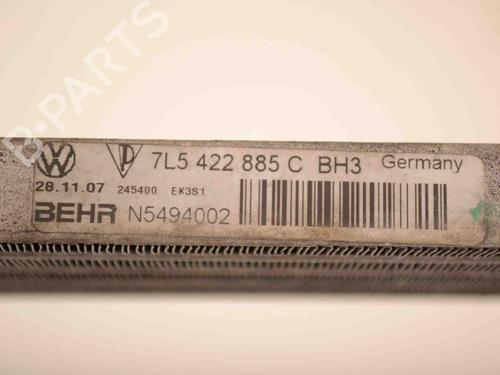 B-PARTS
7L5 422 885 C BH3 Germany
28.11.07 245400 EK3S1
BEHR N5494002